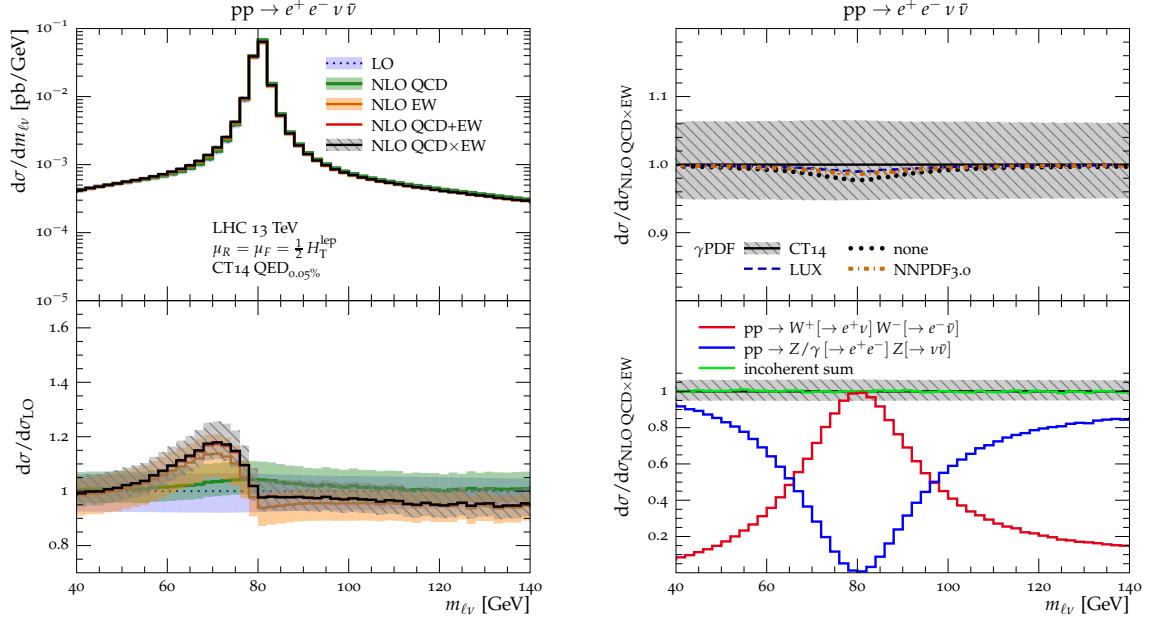 pp → e⁺ e⁻ ν ν̄
dσ/dm_ℓν [pb/GeV]
10⁻¹
10⁻²
10⁻³
10⁻⁴
10⁻⁵
LO
NLO QCD
NLO EW
NLO QCD+EW
NLO QCD×EW
LHC 13 TeV
μ_R = μ_F = ½ H_T^lep
CT14 QED_0.05%
dσ/dσ_LO
1.6
1.4
1.2
1
0.8
40 60 80 100 120 140
m_ℓν [GeV]
pp → e⁺ e⁻ ν ν̄
dσ/dσ_NLO QCD×EW
1.1
1.0
0.9
γPDF CT14 none
LUX NNPDF3.0
pp → W⁺[→ e⁺ν] W⁻[→ e⁻ν̄]
pp → Z/γ [→ e⁺e⁻] Z[→ νν̄]
incoherent sum
dσ/dσ_NLO QCD×EW
1
0.8
0.6
0.4
0.2
40 60 80 100 120 140
m_ℓν [GeV]